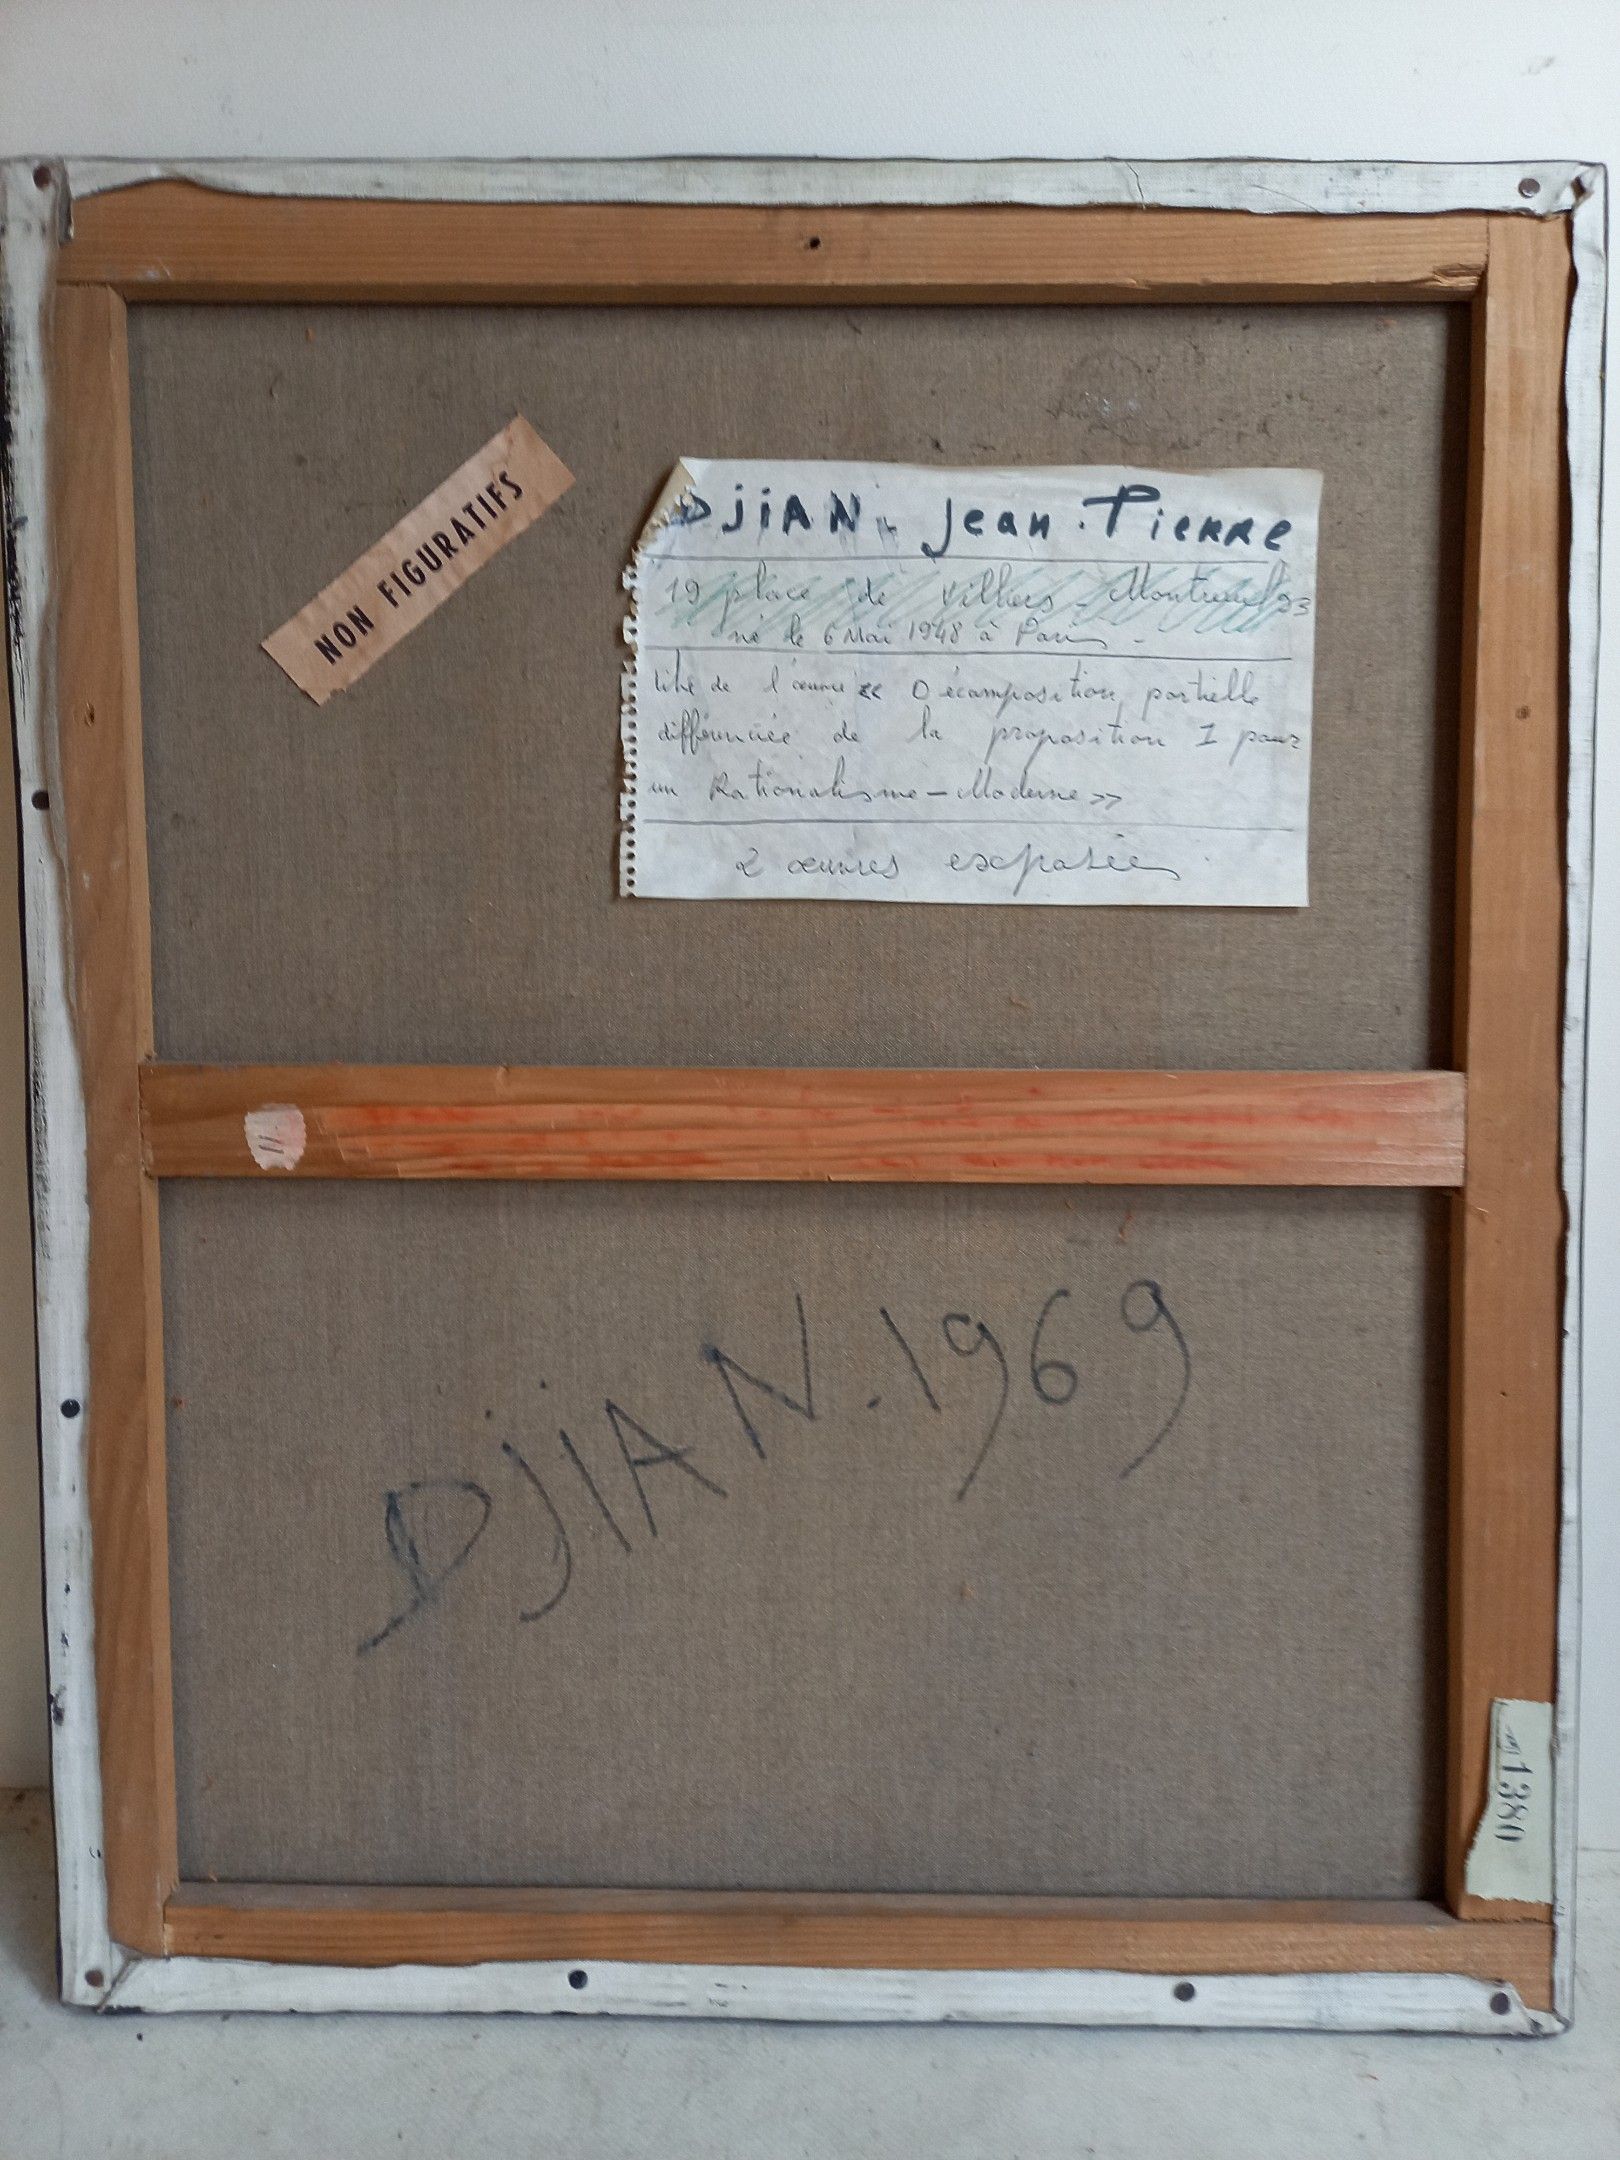 NON FIGURATIFS
DJiAN. Jean.Pierre
19 place de Villiers - Montreuil 93
né le 6 Mai 1948 à Paris -
titre de l'œuvre « Décomposition partielle
différenciée de la proposition I pour
un Rationalisme-Moderne »
2 œuvres exposées.
11
DJiAN.1969
1380